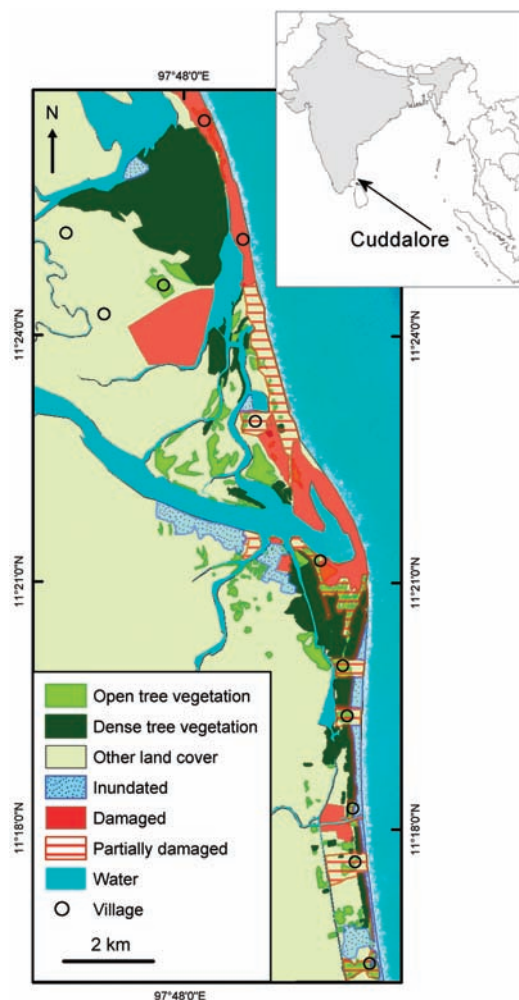 97°48'0"E
N
Cuddalore
11°24'0"N
11°24'0"N
11°21'0"N
11°21'0"N
11°18'0"N
11°18'0"N
Open tree vegetation
Dense tree vegetation
Other land cover
Inundated
Damaged
Partially damaged
Water
Village
2 km
97°48'0"E